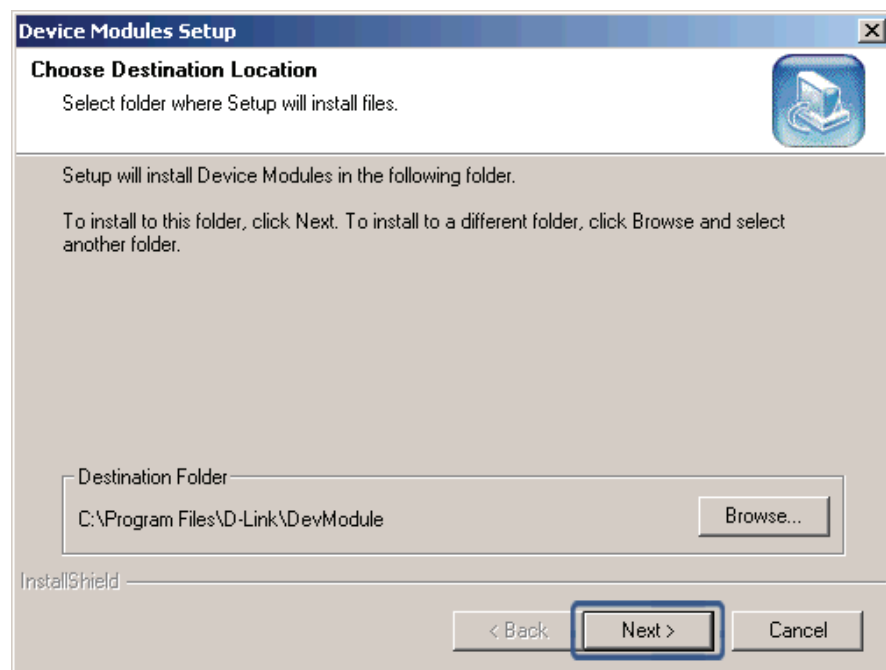 Device Modules Setup
Choose Destination Location
Select folder where Setup will install files.
Setup will install Device Modules in the following folder.
To install to this folder, click Next. To install to a different folder, click Browse and select
another folder.
Destination Folder
C:\Program Files\D-Link\DevModule
Browse...
InstallShield
< Back
Next >
Cancel